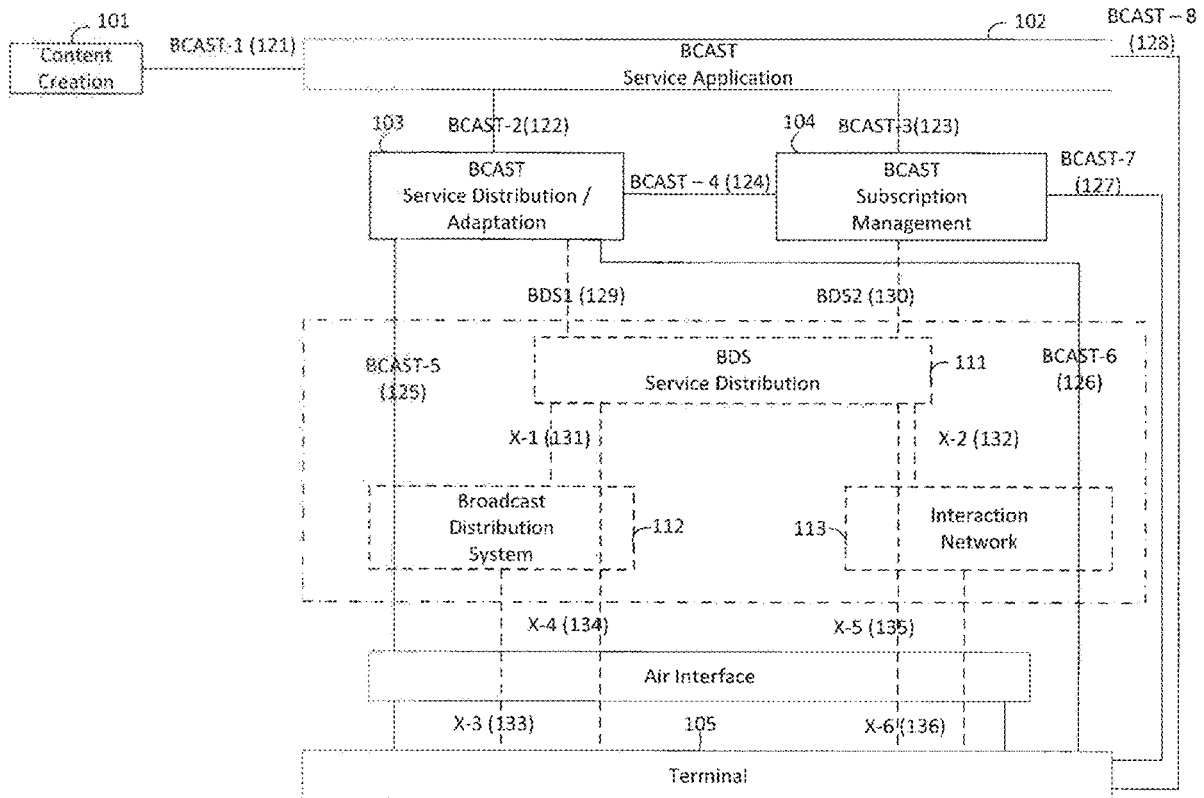 101
Content
Creation
BCAST-1 (121)
102
BCAST
Service Application
BCAST – 8
(128)
103
BCAST-2(122)
104
BCAST-3(123)
BCAST
Service Distribution /
Adaptation
BCAST – 4 (124)
BCAST
Subscription
Management
BCAST-7
(127)
BDS1 (129)
BDS2 (130)
BCAST-5
(125)
BDS
Service Distribution
111
BCAST-6
(126)
X-1 (131)
X-2 (132)
Broadcast
Distribution
System
112
113
Interaction
Network
X-4 (134)
X-5 (135)
Air Interface
X-3 (133)
105
X-6 (136)
Terminal